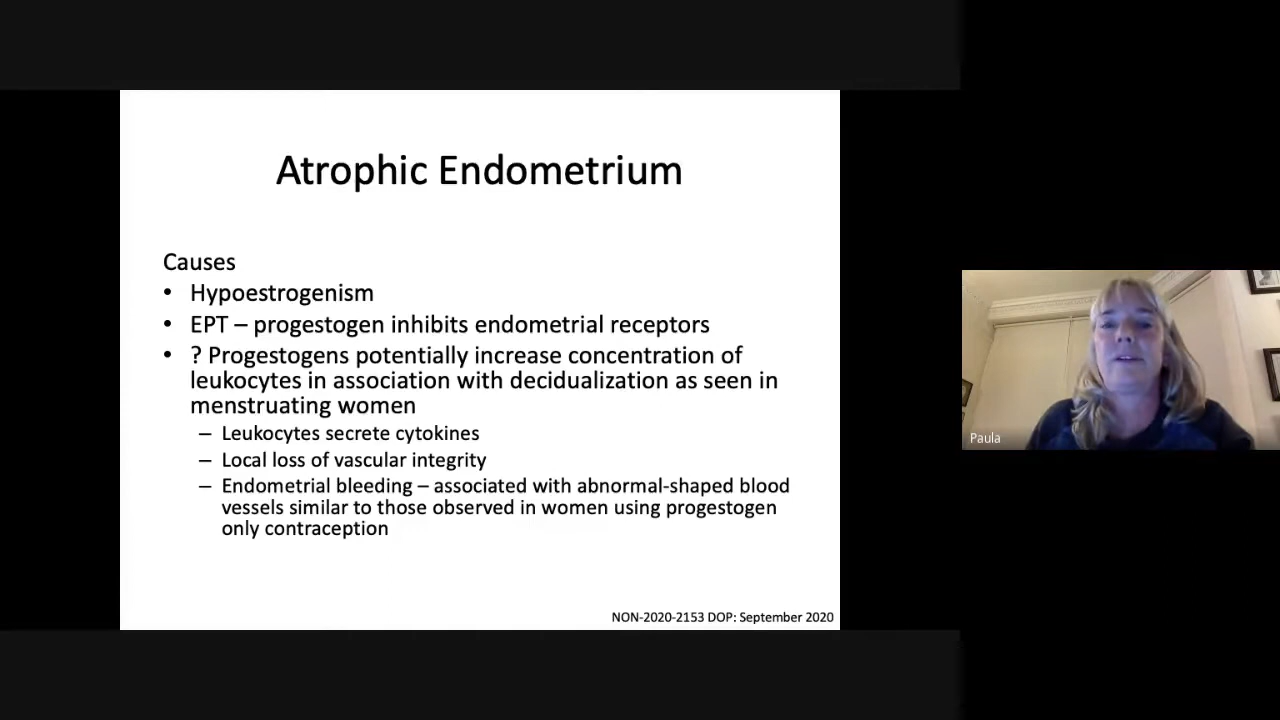 Atrophic Endometrium
Causes
• Hypoestrogenism
• EPT – progestogen inhibits endometrial receptors
• ? Progestogens potentially increase concentration of
leukocytes in association with decidualization as seen in
menstruating women
– Leukocytes secrete cytokines
– Local loss of vascular integrity
– Endometrial bleeding – associated with abnormal-shaped blood
vessels similar to those observed in women using progestogen
only contraception
NON-2020-2153 DOP: September 2020
Paula